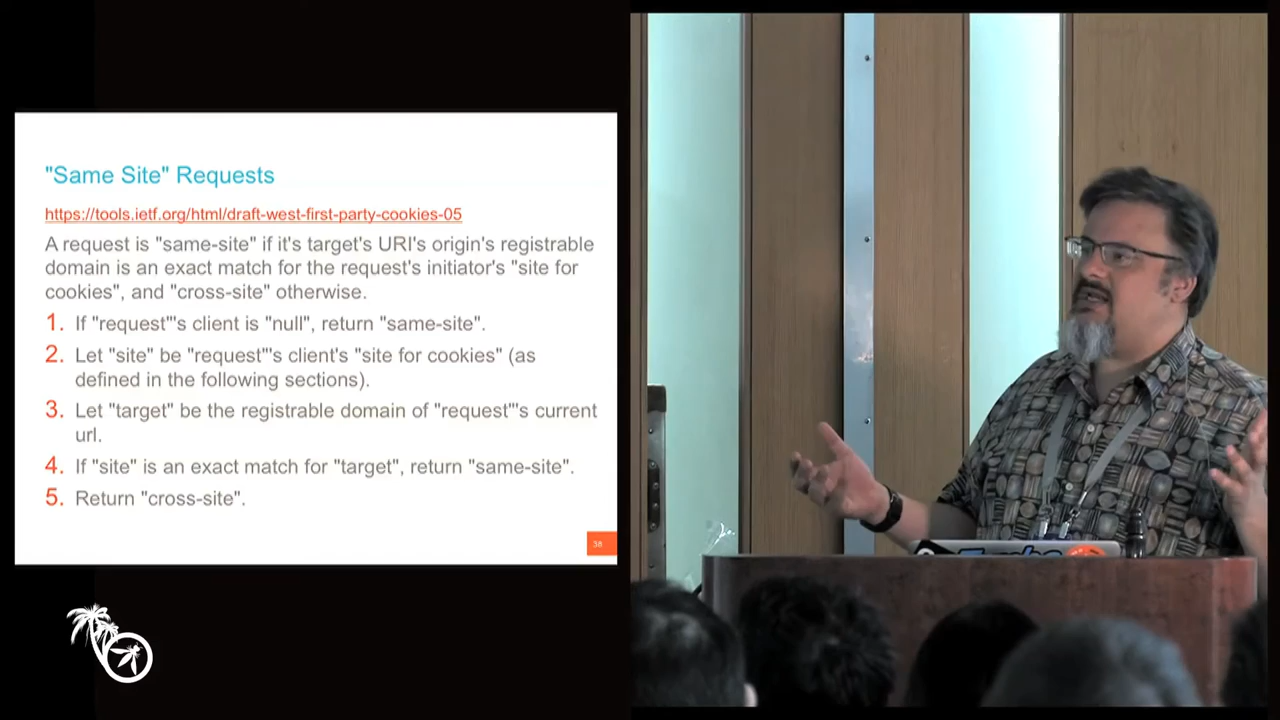 "Same Site" Requests
https://tools.ietf.org/html/draft-west-first-party-cookies-05
A request is "same-site" if it's target's URI's origin's registrable
domain is an exact match for the request's initiator's "site for
cookies", and "cross-site" otherwise.
1. If "request"'s client is "null", return "same-site".
2. Let "site" be "request"'s client's "site for cookies" (as
defined in the following sections).
3. Let "target" be the registrable domain of "request"'s current
url.
4. If "site" is an exact match for "target", return "same-site".
5. Return "cross-site".
38